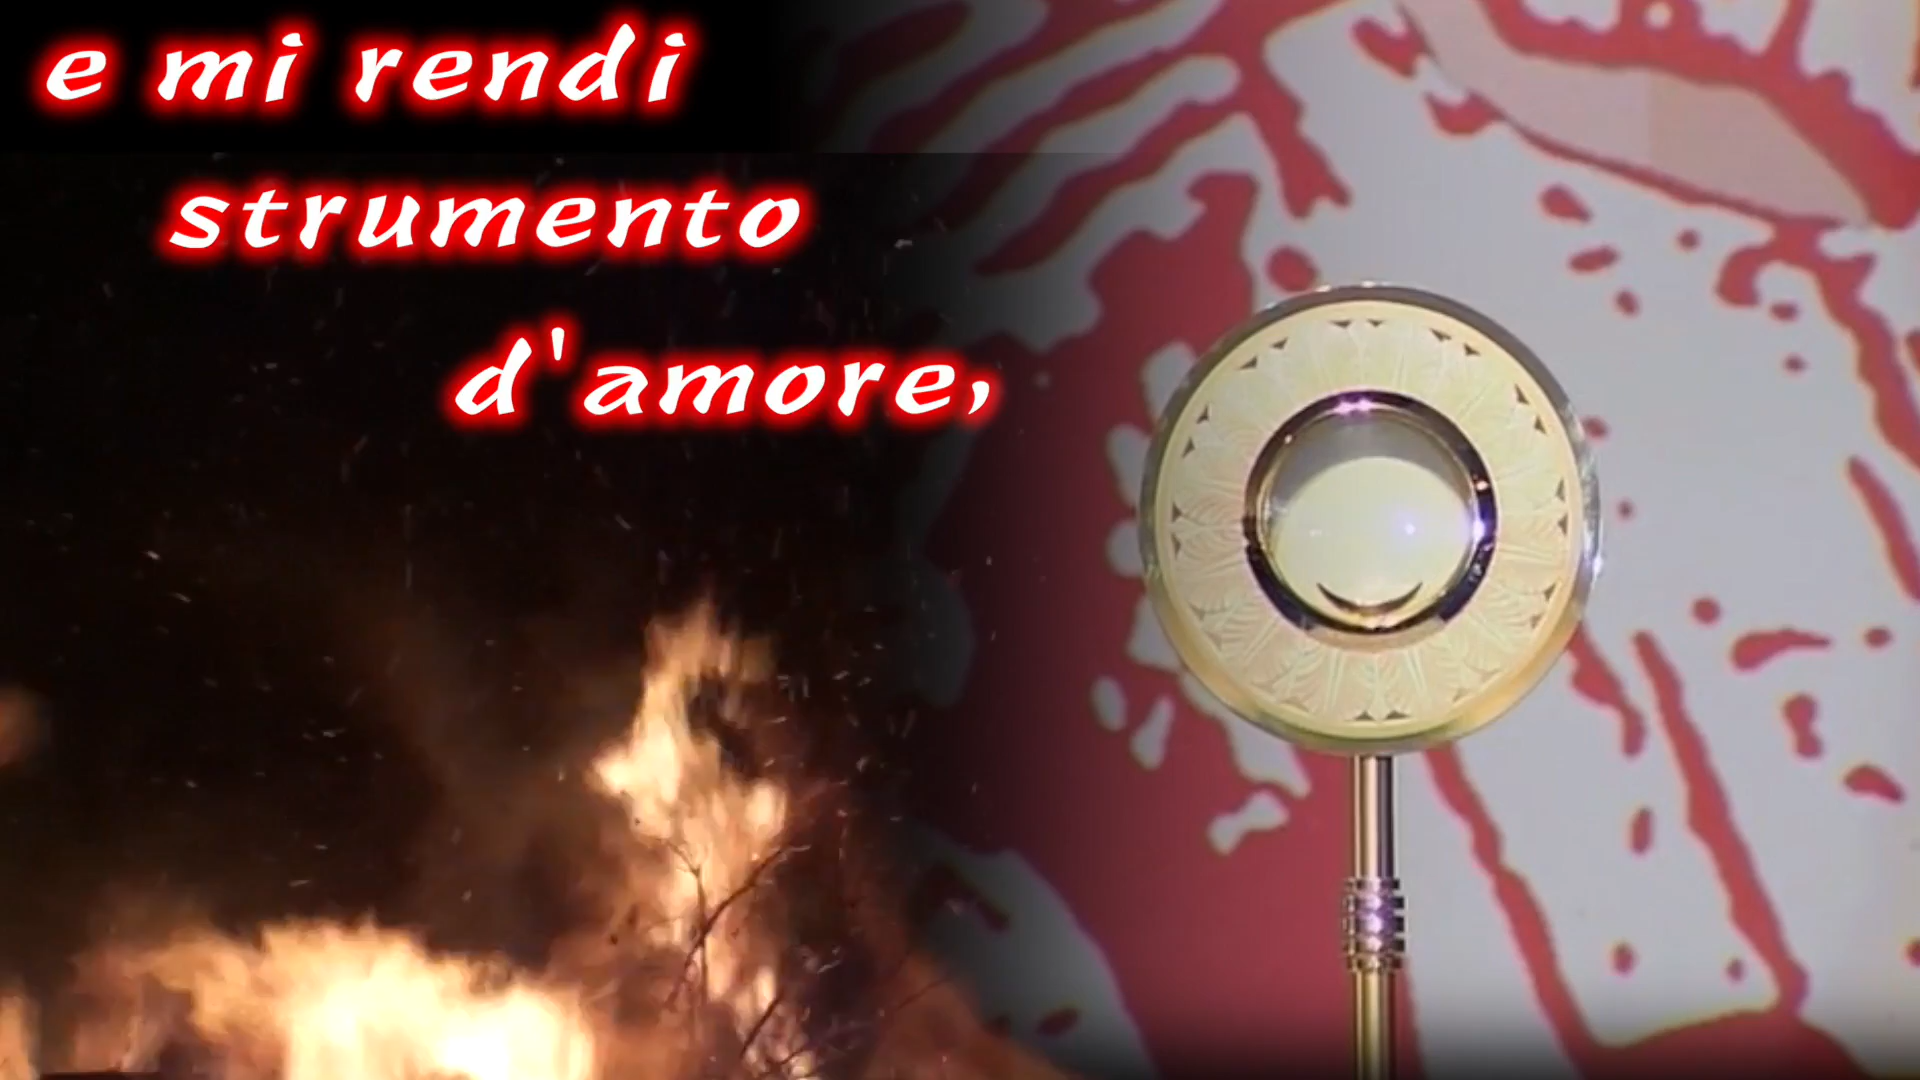 e mi rendi
strumento
d'amore,